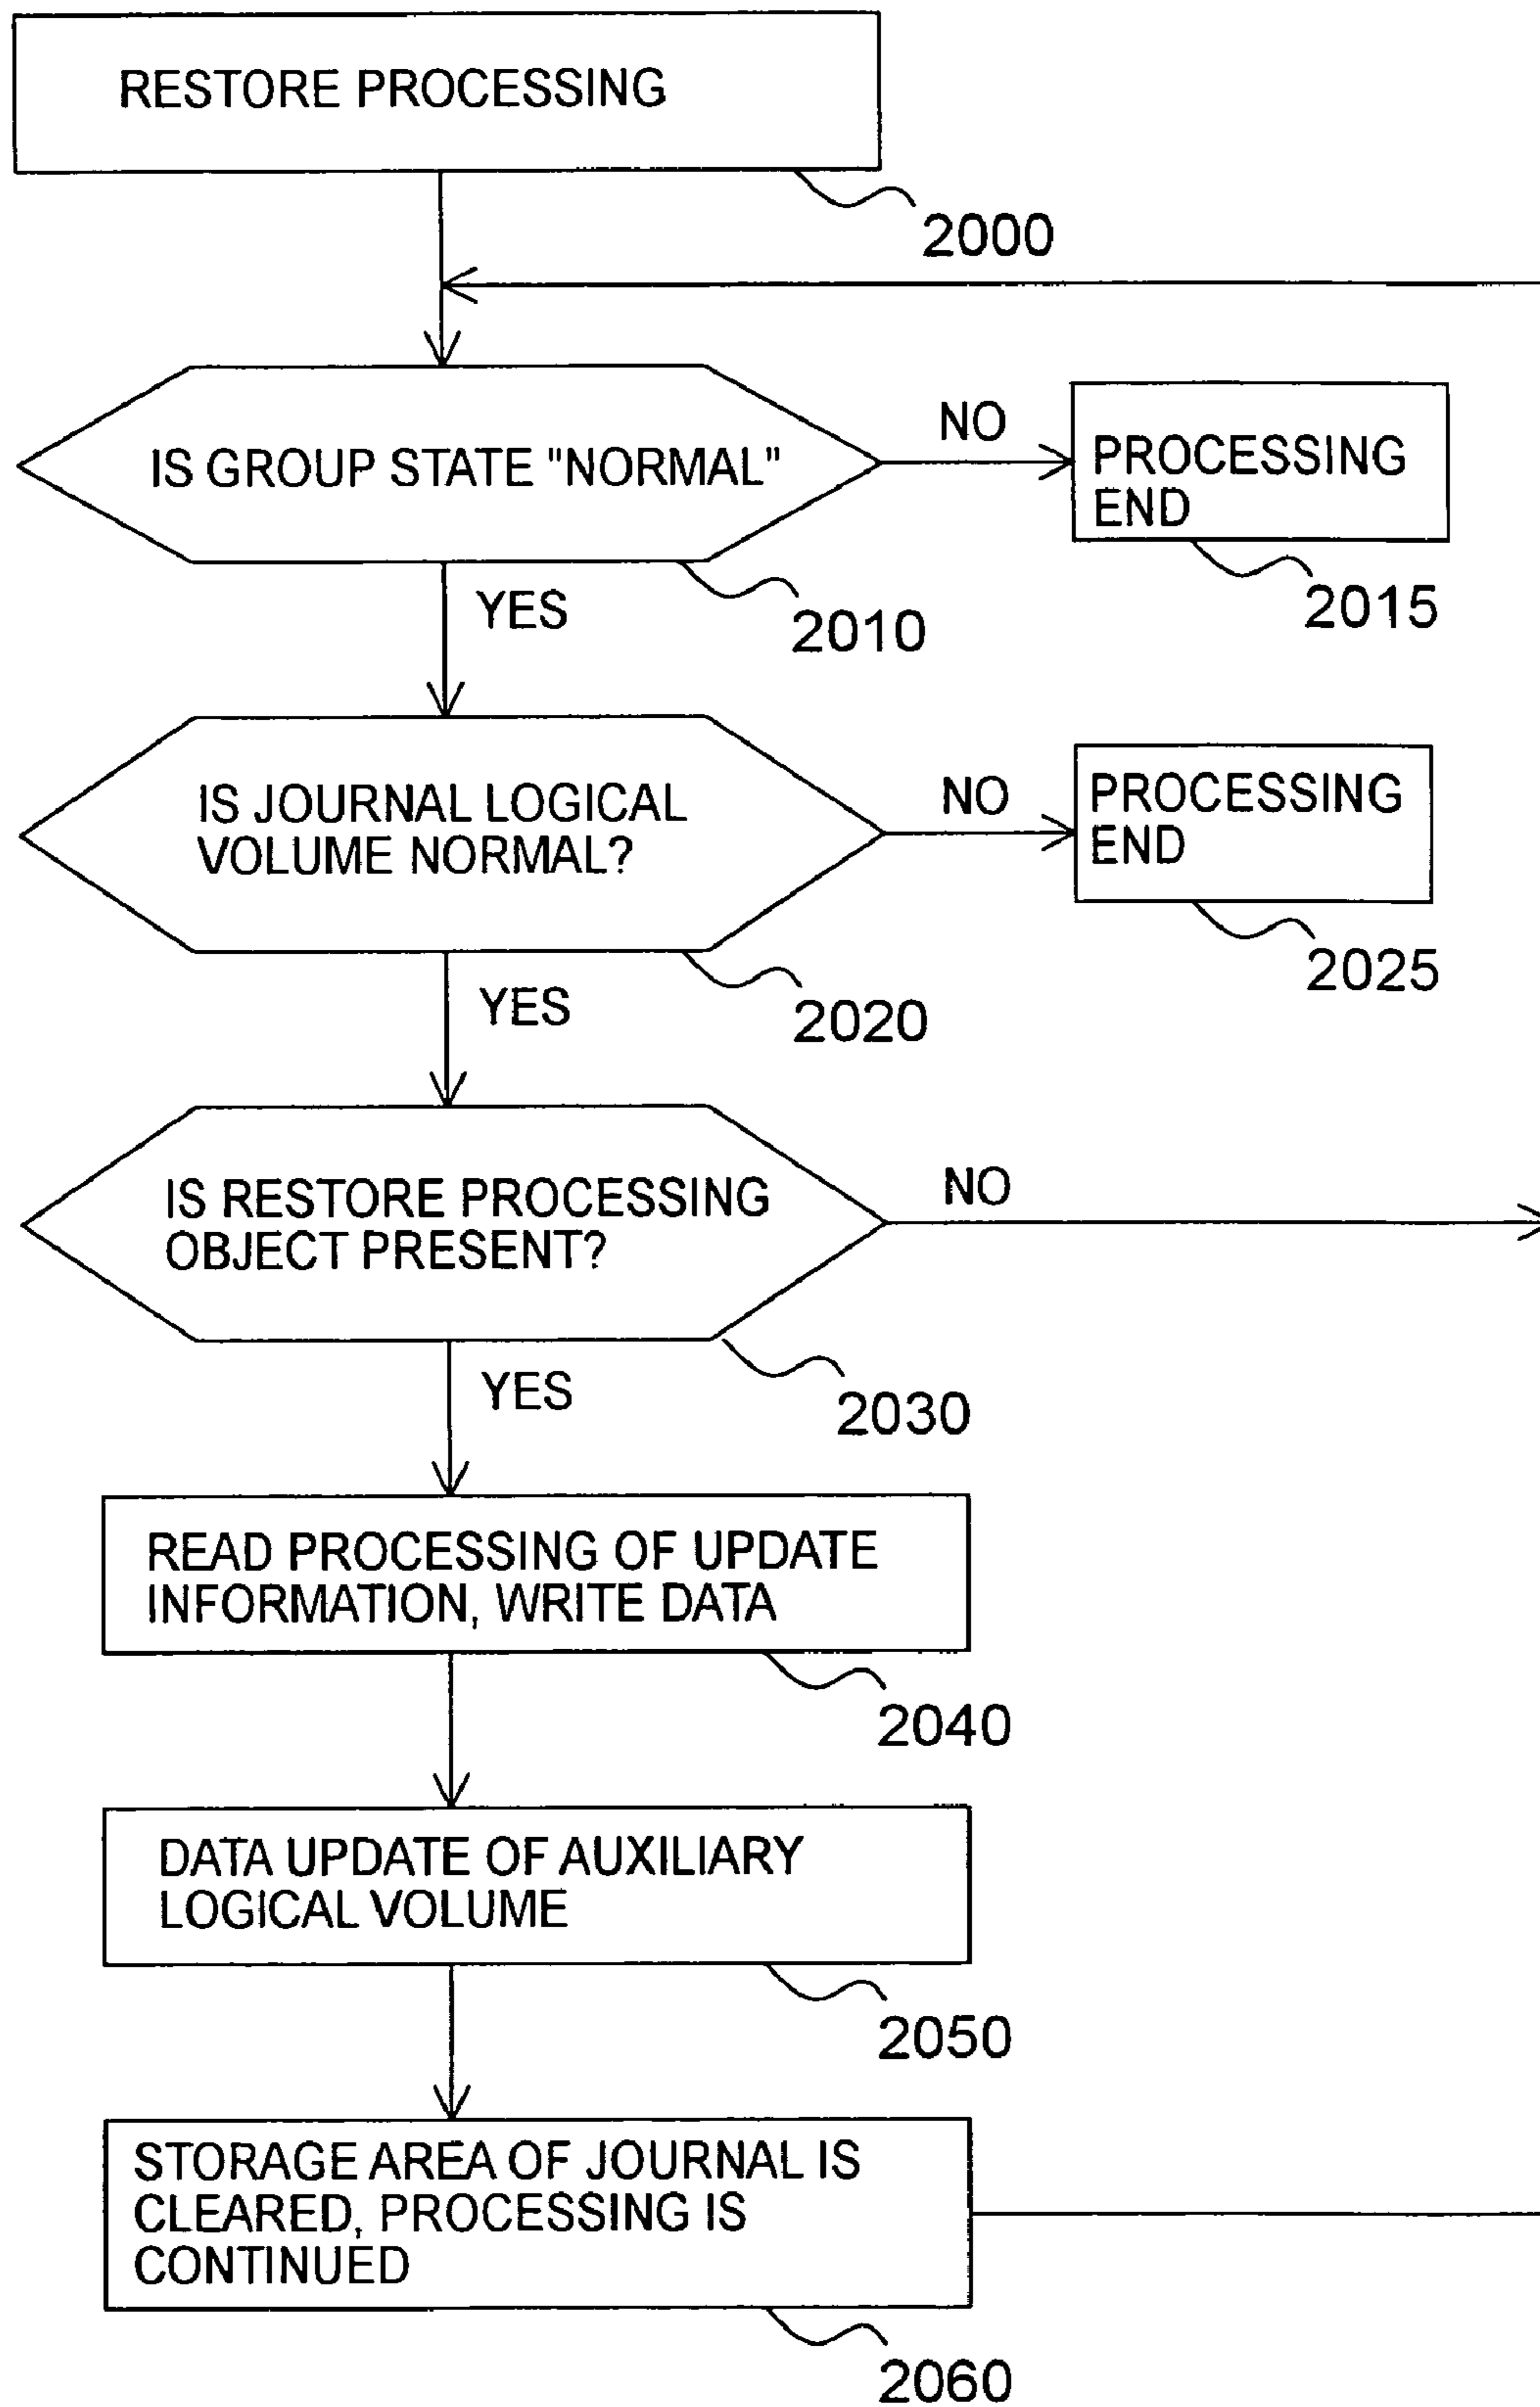 RESTORE PROCESSING
2000
IS GROUP STATE "NORMAL"
NO
PROCESSING
END
2015
YES
2010
IS JOURNAL LOGICAL
VOLUME NORMAL?
NO
PROCESSING
END
2025
YES
2020
IS RESTORE PROCESSING
OBJECT PRESENT?
NO
YES
2030
READ PROCESSING OF UPDATE
INFORMATION, WRITE DATA
2040
DATA UPDATE OF AUXILIARY
LOGICAL VOLUME
2050
STORAGE AREA OF JOURNAL IS
CLEARED, PROCESSING IS
CONTINUED
2060